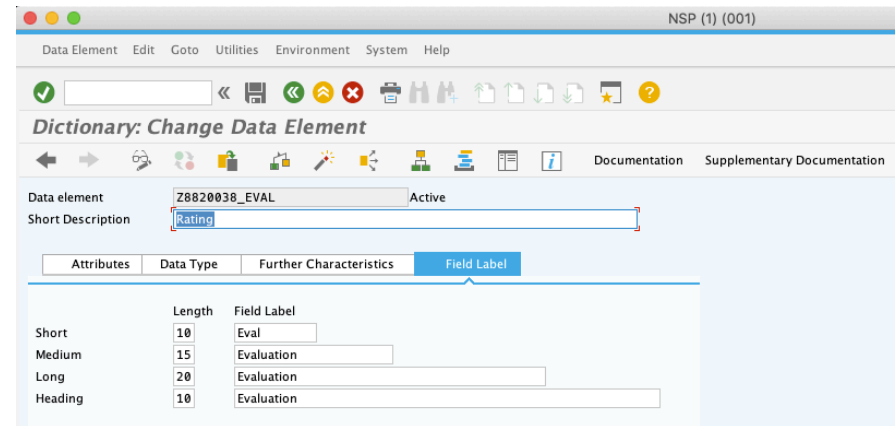 NSP (1) (001)
Data Element Edit Goto Utilities Environment System Help
Dictionary: Change Data Element
Documentation Supplementary Documentation
Data element Z8820038_EVAL Active
Short Description Rating
Attributes Data Type Further Characteristics Field Label
Length Field Label
Short 10 Eval
Medium 15 Evaluation
Long 20 Evaluation
Heading 10 Evaluation